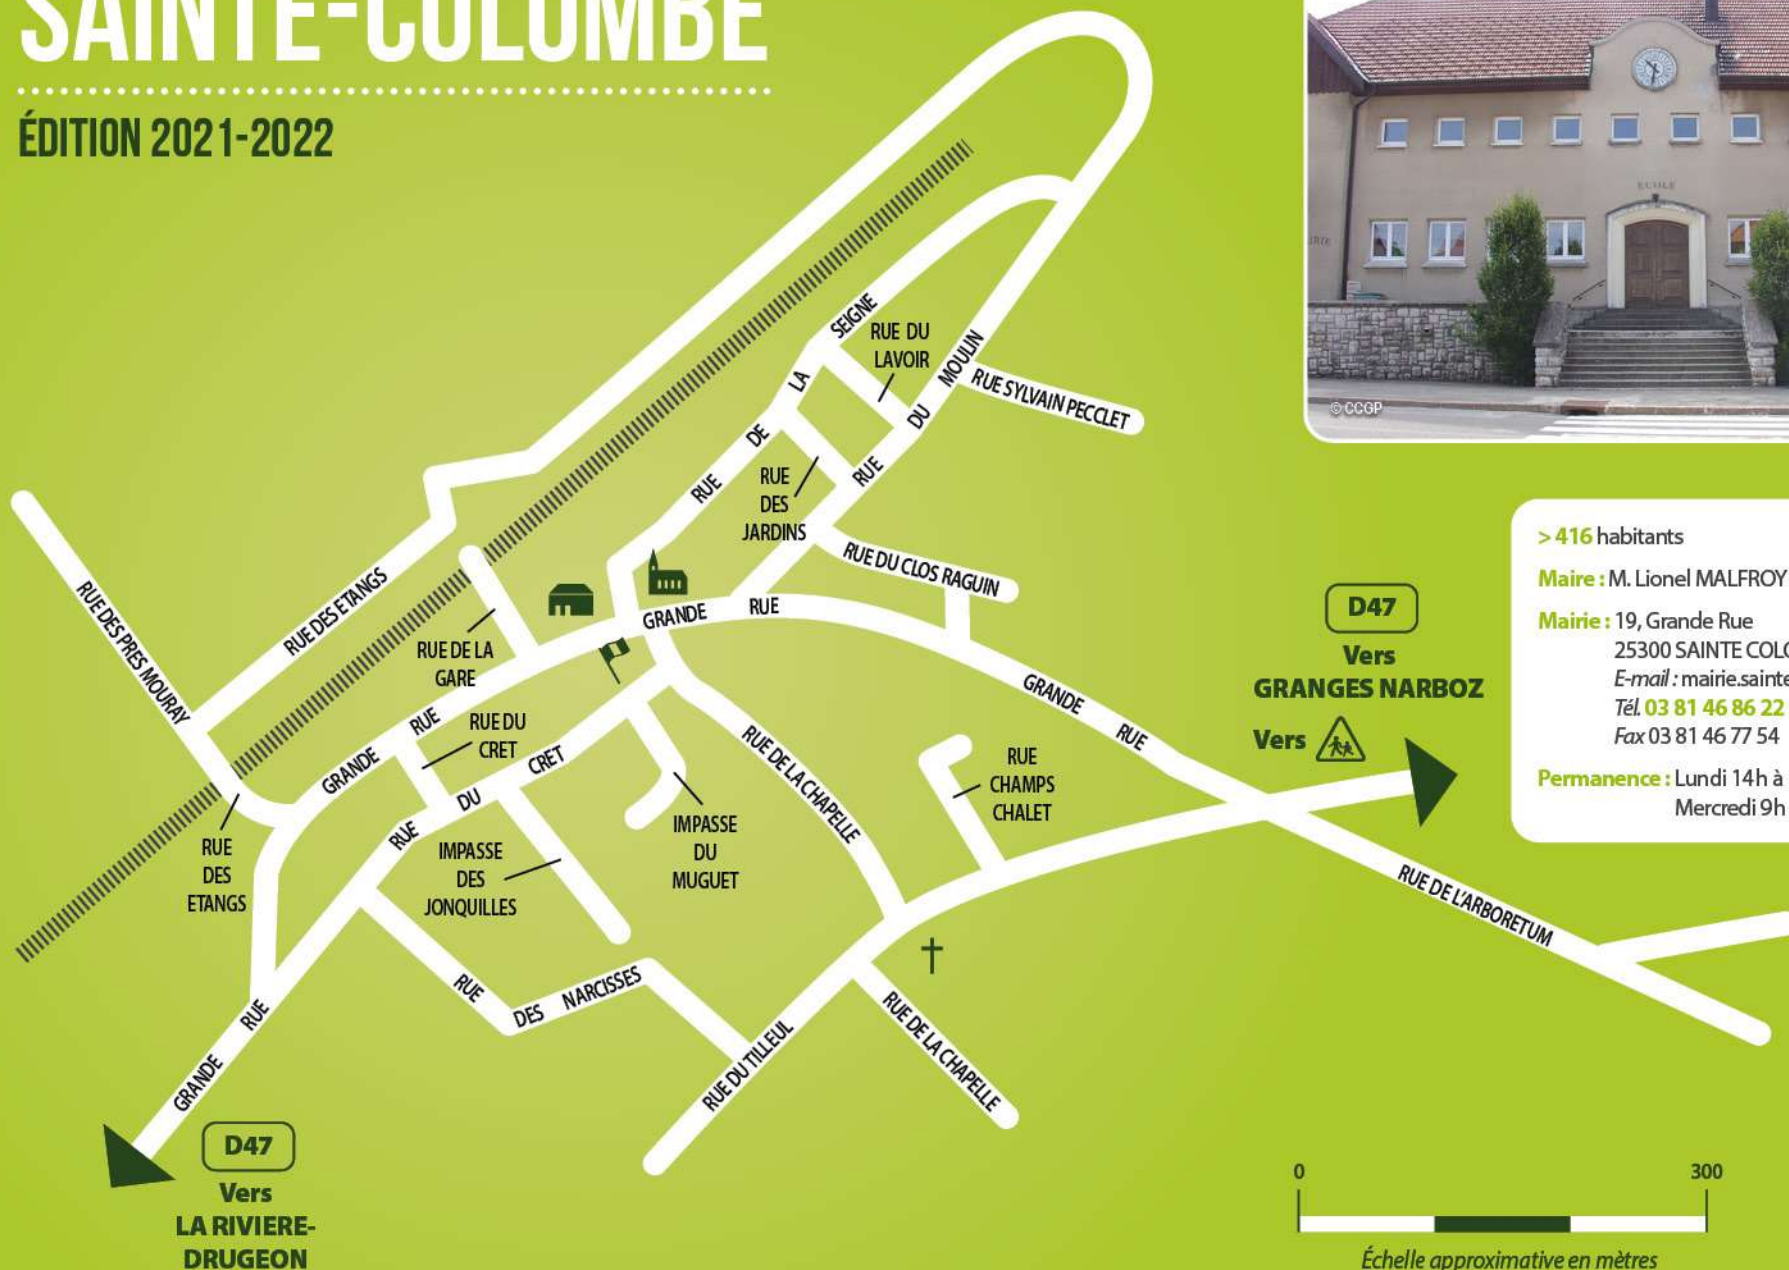 SAINTE-COLOMBE
ÉDITION 2021-2022
ECOLE
© CCGP
SEIGNE
RUE DU
LAVOIR
LA
MOULIN
RUE SYLVAIN PECCLET
DU
DE
RUE
RUE
RUE
DES
JARDINS
RUE DU CLOS RAGUIN
RUE DES PRES MOURAY
RUE DES ETANGS
RUE DE LA
GARE
GRANDE RUE
GRANDE
RUE
GRANDE RUE
RUE DU
CRET
RUE DU CRET
RUE DE LA CHAPELLE
RUE
CHAMPS
CHALET
IMPASSE
DU
MUGUET
IMPASSE
DES
JONQUILLES
RUE
DES
ETANGS
RUE DES NARCISSES
GRANDE RUE
RUE DU TILLEUL
RUE DE LA CHAPELLE
RUE DE L'ARBORETUM
D47
Vers
GRANGES NARBOZ
Vers
D47
Vers
LA RIVIERE-
DRUGEON
> 416 habitants
Maire : M. Lionel MALFROY
Mairie : 19, Grande Rue
25300 SAINTE
E-mail :
Tél. 03 81 46 86 22
Fax 03 81 46 77 54
Permanence : Lundi 14h à
Mercredi 9h
0 300
Échelle approximative en mètres